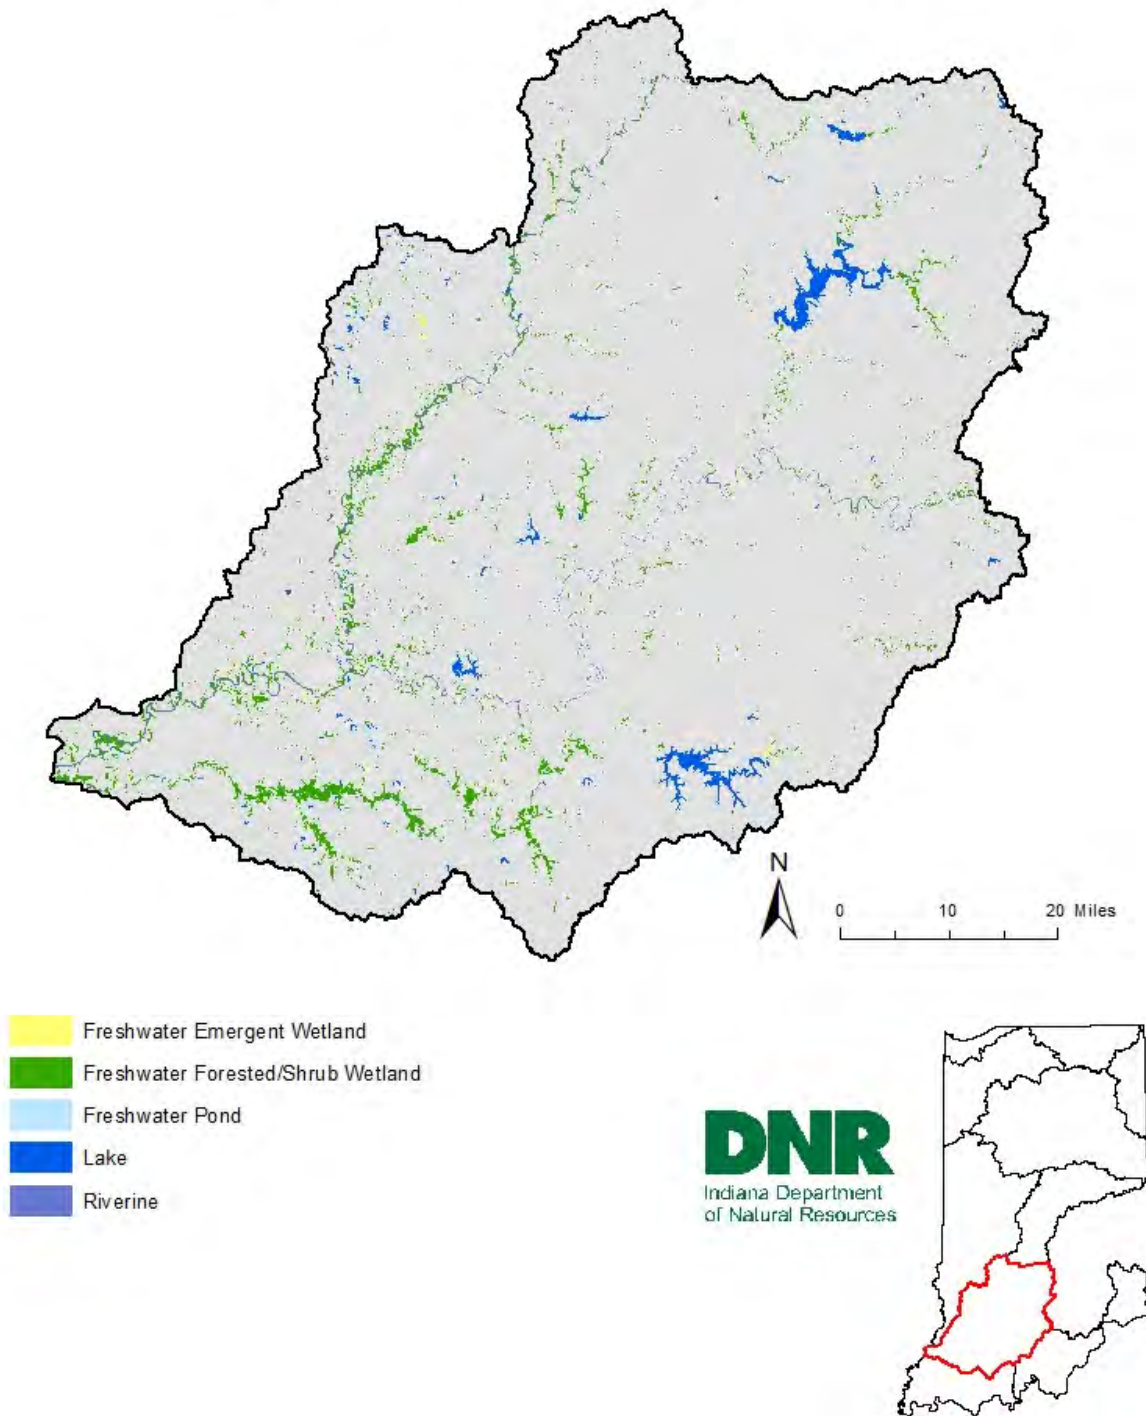 N
0 10 20 Miles
Freshwater Emergent Wetland
Freshwater Forested/Shrub Wetland
Freshwater Pond
Lake
Riverine
DNR
Indiana Department
of Natural Resources